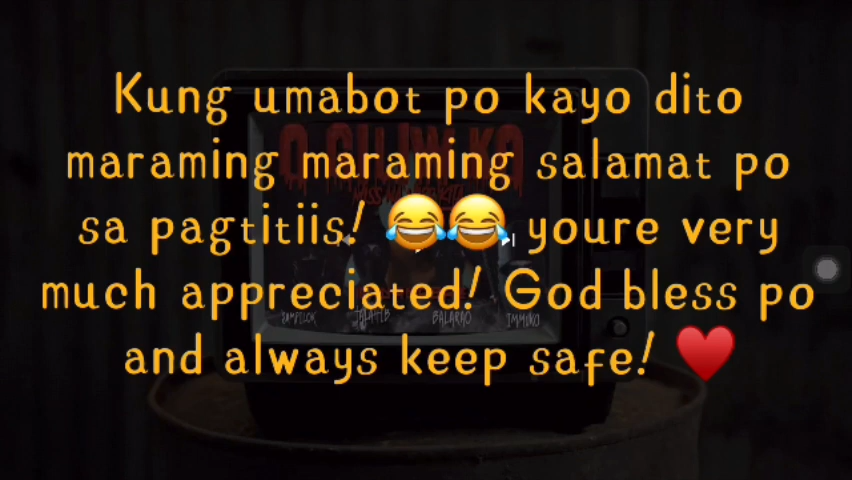 Kung umabot po kayo dito
maraming maraming salamat po
sa pagtitiis! 😂😂, youre very
much appreciated! God bless po
and always keep safe! ♥️